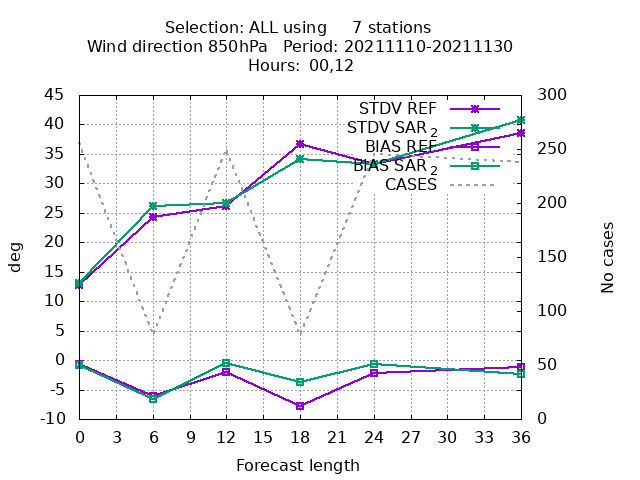 Selection: ALL using 7 stations
Wind direction 850hPa Period: 20211110-20211130
Hours: 00,12
STDV REF
STDV SAR 2
BIAS REF
BIAS SAR 2
CASES
45
40
35
30
25
20
15
10
5
0
-5
-10
300
250
200
150
100
50
0
deg
No cases
0 3 6 9 12 15 18 21 24 27 30 33 36
Forecast length